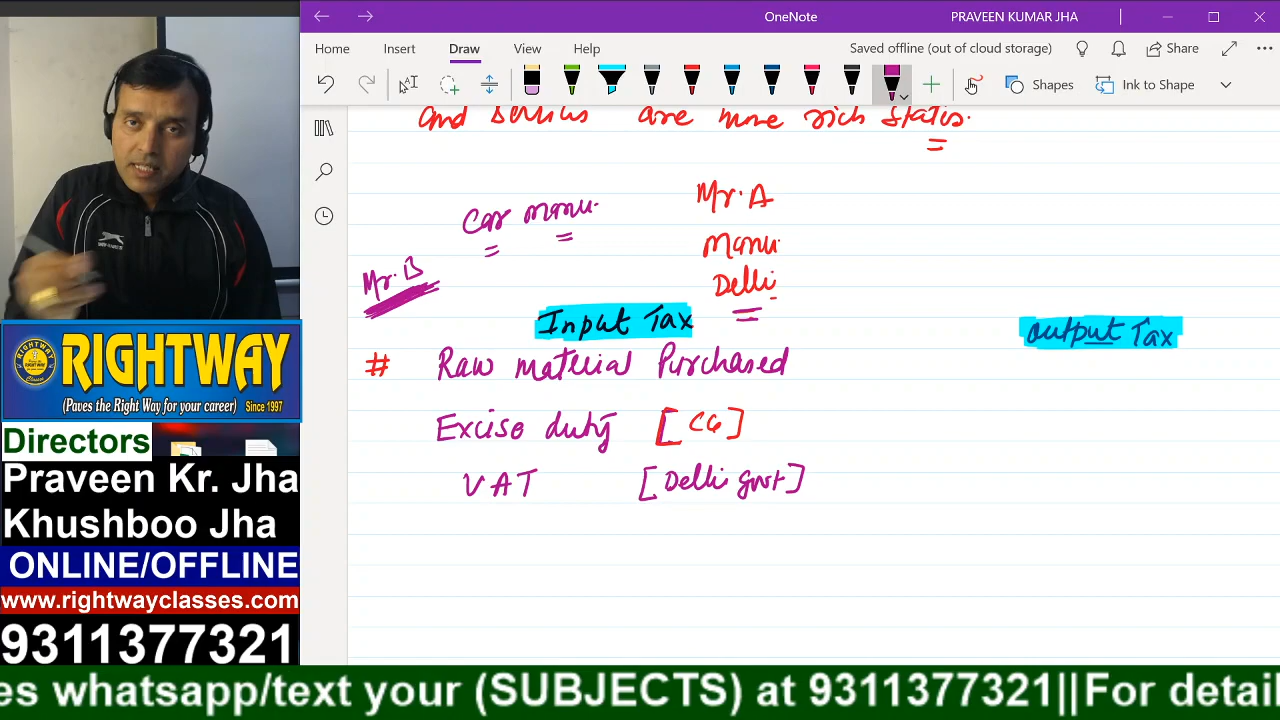 OneNote
PRAVEEN KUMAR JHA
Home Insert Draw View Help
Saved offline (out of cloud storage)
Share
Shapes
Ink to Shape
and are more rich states.
Mr. A
Car manu.
Manu.
Mr. B
Delhi
Input Tax
output Tax
# Raw material Purchased
Excise duty [CG]
VAT [Delhi govt]
RIGHTWAY
(Paves the Right Way for your career) Since 1997
Directors
Praveen Kr. Jha
Khushboo Jha
ONLINE/OFFLINE
www.rightwayclasses.com
9311377321
es whatsapp/text your (SUBJECTS) at 9311377321||For detail